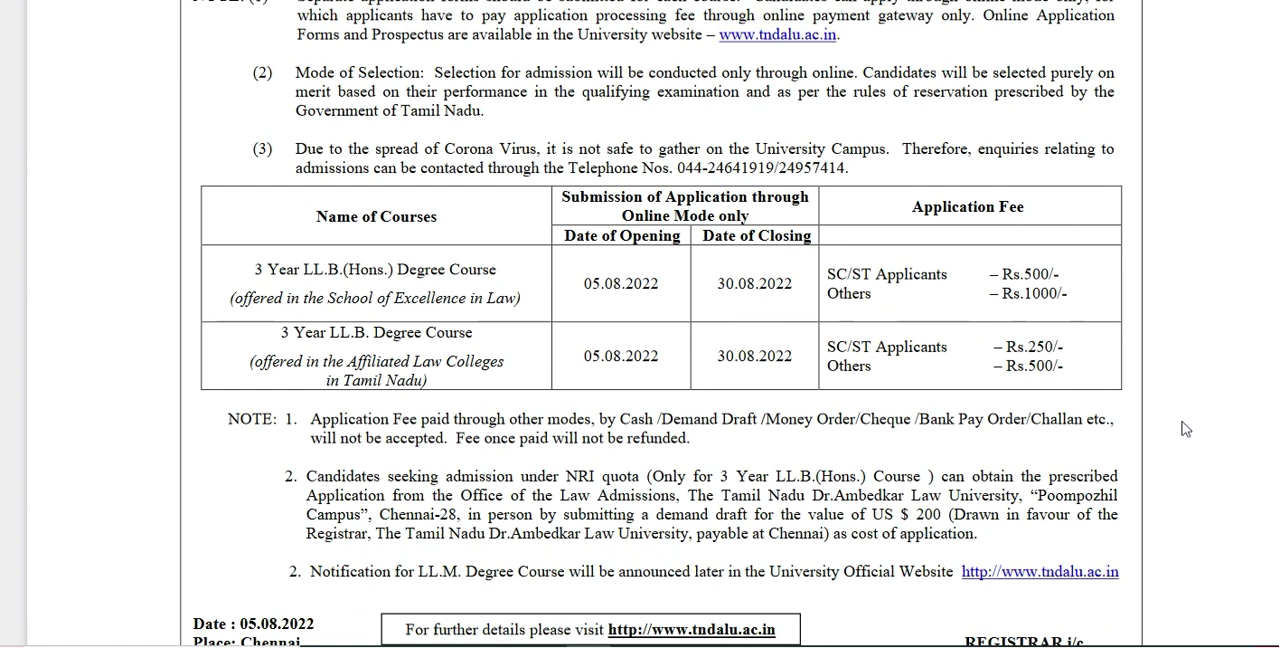 which applicants have to pay application processing fee through online payment gateway only. Online Application
Forms and Prospectus are available in the University website – www.tndalu.ac.in.
(2) Mode of Selection: Selection for admission will be conducted only through online. Candidates will be selected purely on
merit based on their performance in the qualifying examination and as per the rules of reservation prescribed by the
Government of Tamil Nadu.
(3) Due to the spread of Corona Virus, it is not safe to gather on the University Campus. Therefore, enquiries relating to
admissions can be contacted through the Telephone Nos. 044-24641919/24957414.
Name of Courses
Submission of Application through
Online Mode only
Application Fee
Date of Opening Date of Closing
3 Year LL.B.(Hons.) Degree Course
(offered in the School of Excellence in Law)
05.08.2022
30.08.2022
SC/ST Applicants – Rs.500/-
Others – Rs.1000/-
3 Year LL.B. Degree Course
(offered in the Affiliated Law Colleges
in Tamil Nadu)
05.08.2022
30.08.2022
SC/ST Applicants – Rs.250/-
Others – Rs.500/-
NOTE: 1. Application Fee paid through other modes, by Cash /Demand Draft /Money Order/Cheque /Bank Pay Order/Challan etc.,
will not be accepted. Fee once paid will not be refunded.
2. Candidates seeking admission under NRI quota (Only for 3 Year LL.B.(Hons.) Course ) can obtain the prescribed
Application from the Office of the Law Admissions, The Tamil Nadu Dr.Ambedkar Law University, “Poompozhil
Campus”, Chennai-28, in person by submitting a demand draft for the value of US $ 200 (Drawn in favour of the
Registrar, The Tamil Nadu Dr.Ambedkar Law University, payable at Chennai) as cost of application.
2. Notification for LL.M. Degree Course will be announced later in the University Official Website http://www.tndalu.ac.in
Date : 05.08.2022
For further details please visit http://www.tndalu.ac.in
Place: Chennai
REGISTRAR i/c